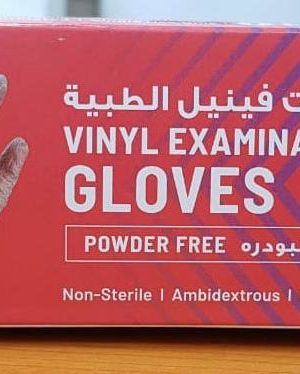 ت فينيل الطبية
VINYL EXAMINA
GLOVES
POWDER FREE بودره
Non-Sterile | Ambidextrous |